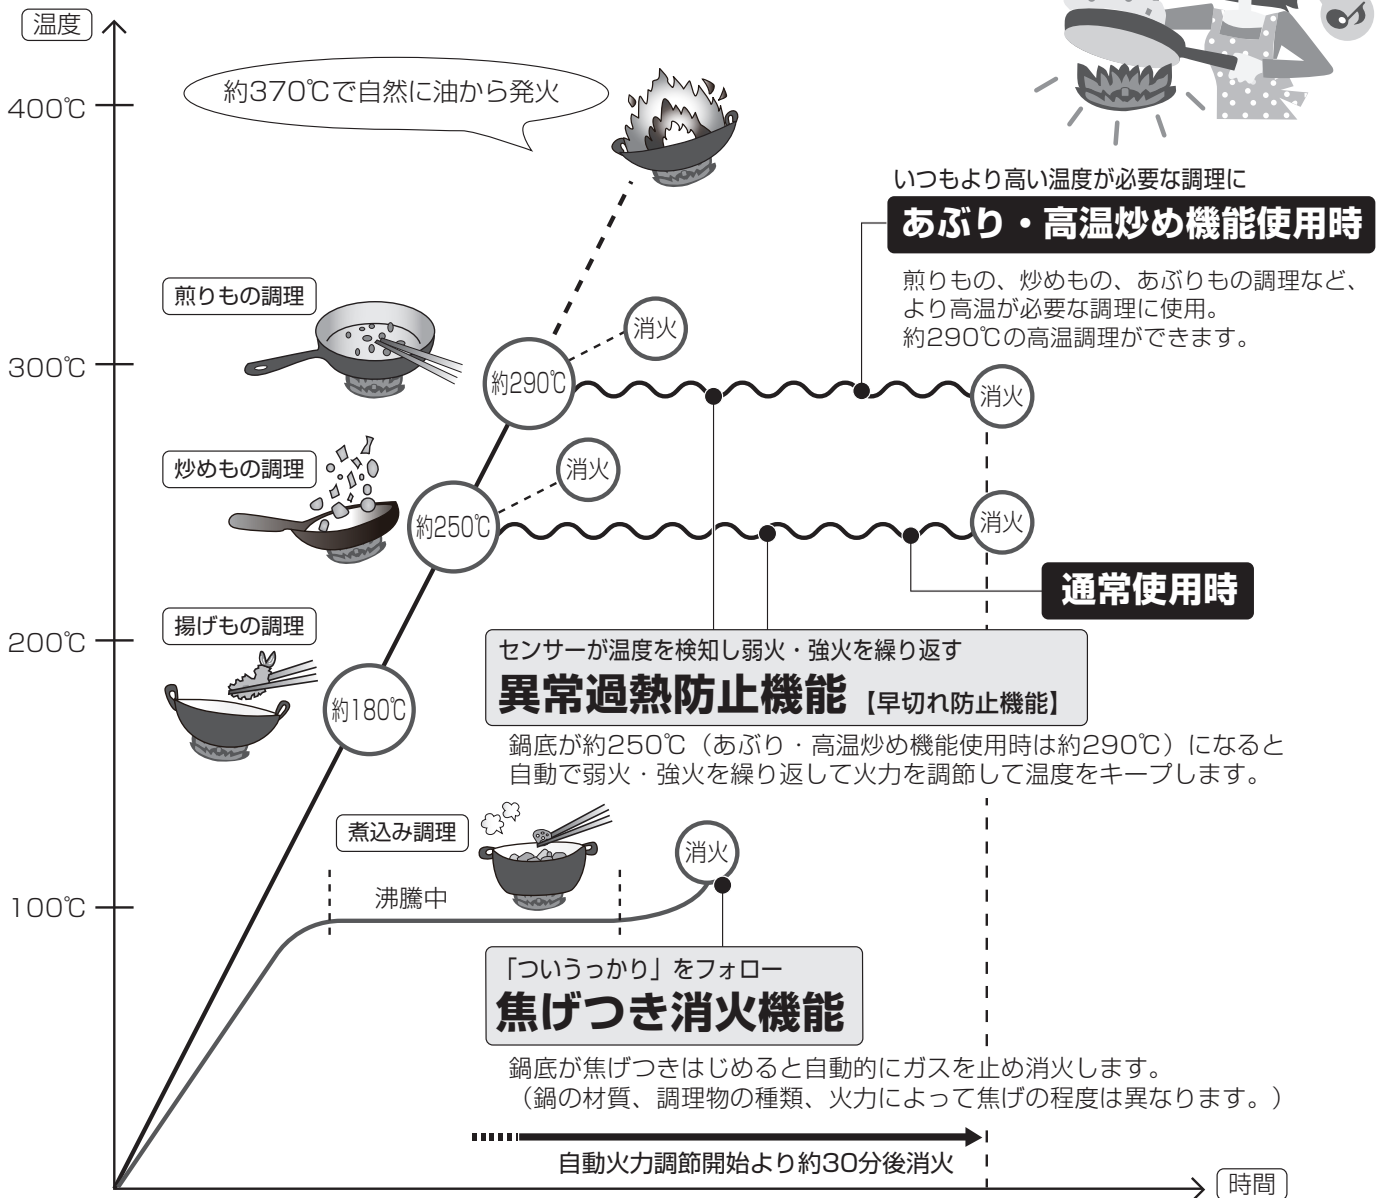 温度
400℃
約370℃で自然に油から発火
いつもより高い温度が必要な調理に
あぶり・高温炒め機能使用時
煎りもの、炒めもの、あぶりもの調理など、
より高温が必要な調理に使用。
約290℃の高温調理ができます。
煎りもの調理
消火
300℃
約290℃
消火
炒めもの調理
消火
約250℃
消火
通常使用時
揚げもの調理
200℃
約180℃
センサーが温度を検知し弱火・強火を繰り返す
異常過熱防止機能【早切れ防止機能】
鍋底が約250℃（あぶり・高温炒め機能使用時は約290℃）になると
自動で弱火・強火を繰り返して火力を調節して温度をキープします。
煮込み調理
消火
沸騰中
100℃
「ついうっかり」をフォロー
焦げつき消火機能
鍋底が焦げつきはじめると自動的にガスを止め消火します。
（鍋の材質、調理物の種類、火力によって焦げの程度は異なります。）
自動火力調節開始より約30分後消火
時間